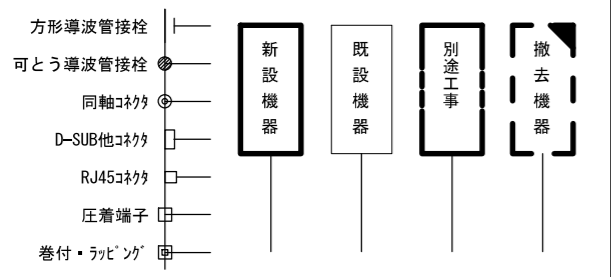 方形導波管接栓
可とう導波管接栓
同軸ｺﾈｸﾀ
D-SUB他ｺﾈｸﾀ
RJ45ｺﾈｸﾀ
圧着端子
巻付・ﾗｯﾋﾟﾝｸﾞ
新設機器
既設機器
別途工事
撤去機器